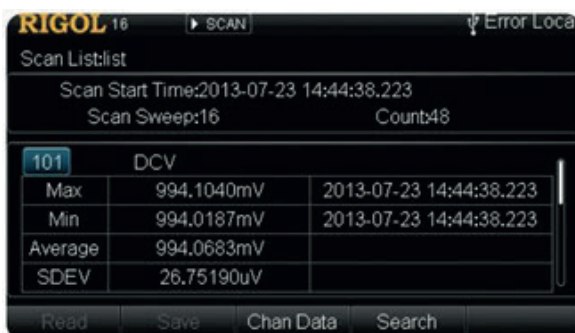 RIGOL 16 SCAN Error Loca
Scan List:list
Scan Start Time:2013-07-23 14:44:38.223
Scan Sweep:16 Count:48
101 DCV
Max 994.1040mV 2013-07-23 14:44:38.223
Min 994.0187mV 2013-07-23 14:44:38.223
Average 994.0683mV
SDEV 26.75190uV
Read Save Chan Data Search